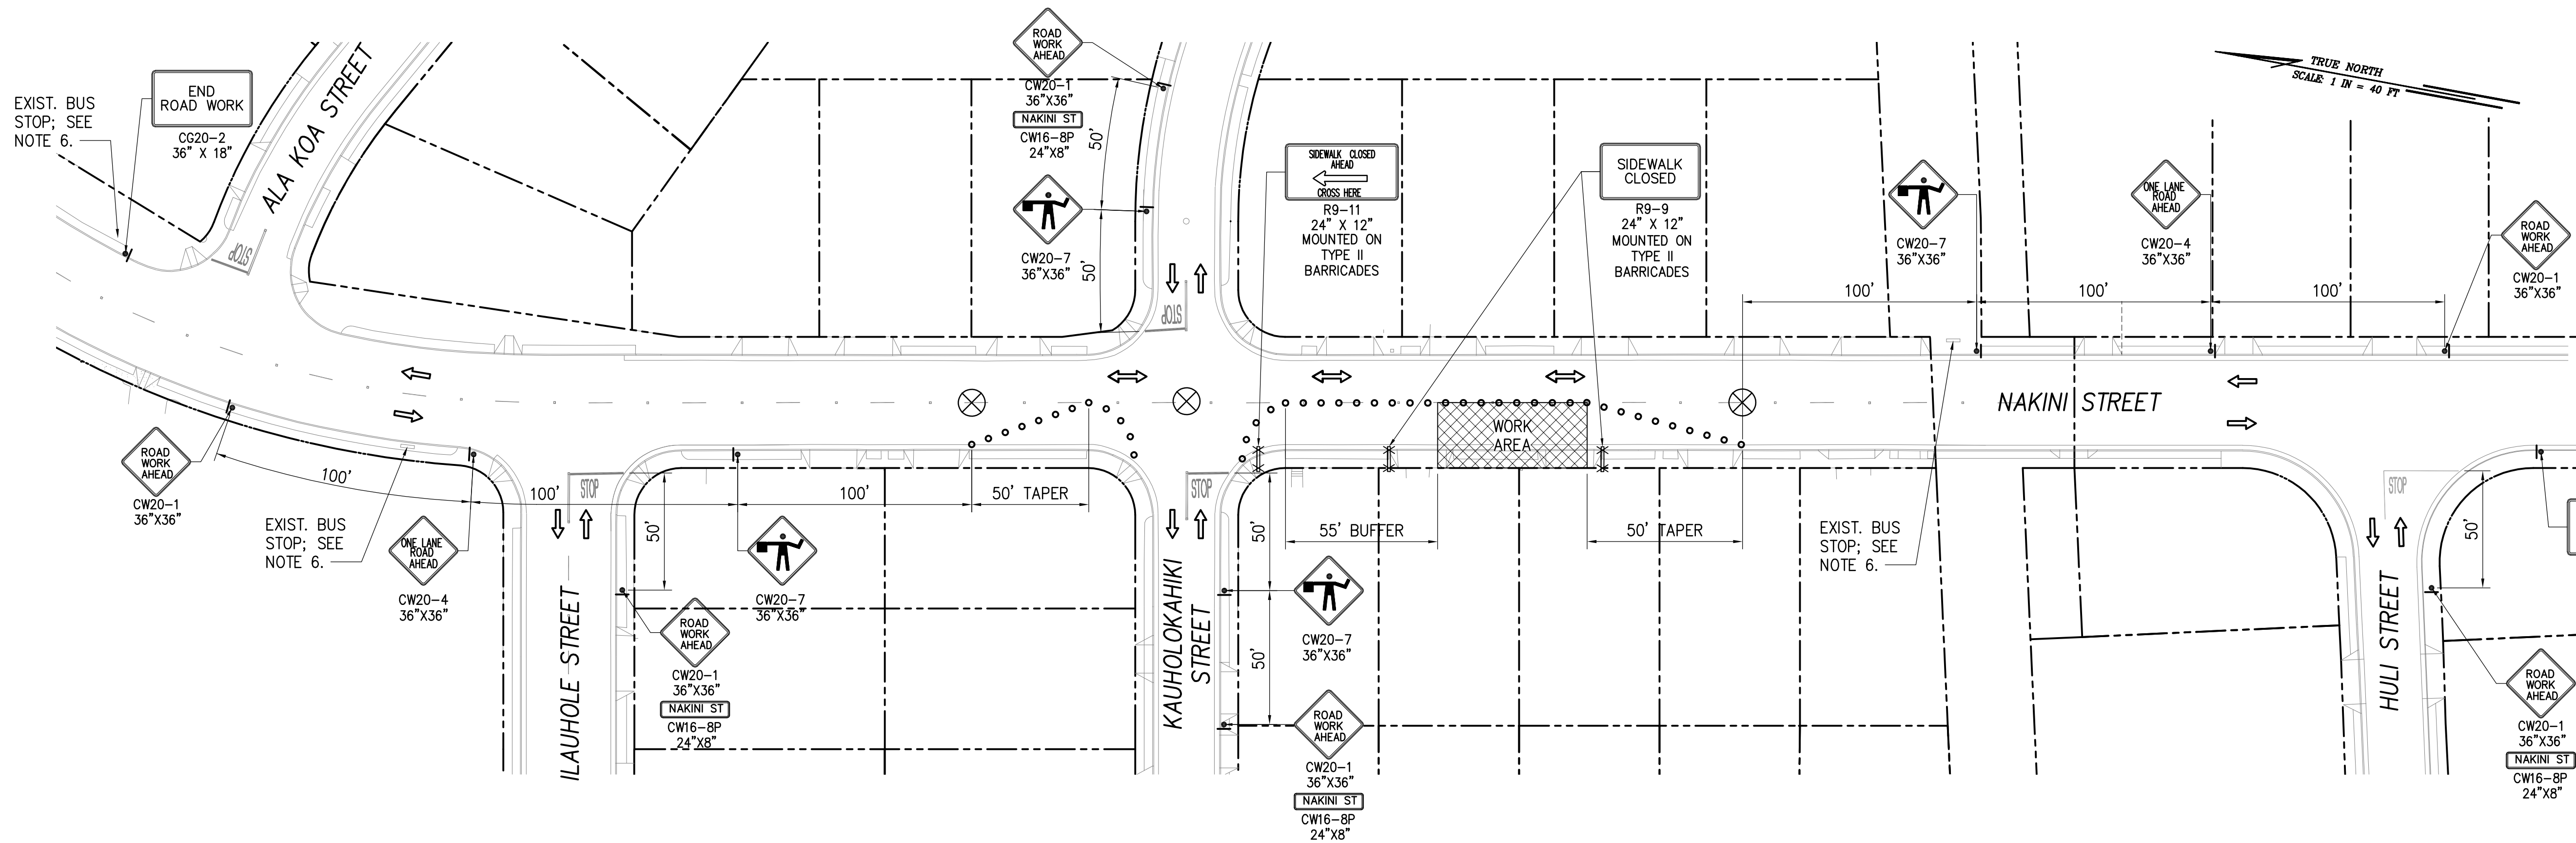 EXIST. BUS
STOP; SEE
NOTE 6.
END
ROAD WORK
CG20-2
36" X 18"
ALA KOA STREET
STOP
ROAD
WORK
AHEAD
CW20-1
36"X36"
NAKINI ST
CW16-8P
24"X8"
50'
CW20-7
36"X36"
50'
STOP
SIDEWALK CLOSED
AHEAD
CROSS HERE
R9-11
24" X 12"
MOUNTED ON
TYPE II
BARRICADES
SIDEWALK
CLOSED
R9-9
24" X 12"
MOUNTED ON
TYPE II
BARRICADES
CW20-7
36"X36"
ONE LANE
ROAD
AHEAD
CW20-4
36"X36"
ROAD
WORK
AHEAD
CW20-1
36"X36"
TRUE NORTH
SCALE: 1 IN = 40 FT
100'
100'
100'
NAKINI STREET
WORK
AREA
ROAD
WORK
AHEAD
CW20-1
36"X36"
100'
EXIST. BUS
STOP; SEE
NOTE 6.
ONE LANE
ROAD
AHEAD
CW20-4
36"X36"
100'
STOP
ILAUHOLE STREET
50'
ROAD
WORK
AHEAD
CW20-1
36"X36"
NAKINI ST
CW16-8P
24"X8"
100'
CW20-7
36"X36"
50' TAPER
STOP
KAUHOLOKAHIKI
STREET
50'
50'
CW20-7
36"X36"
ROAD
WORK
AHEAD
CW20-1
36"X36"
NAKINI ST
CW16-8P
24"X8"
55' BUFFER
50' TAPER
EXIST. BUS
STOP; SEE
NOTE 6.
STOP
HULI STREET
50'
ROAD
WORK
AHEAD
CW20-1
36"X36"
NAKINI ST
CW16-8P
24"X8"